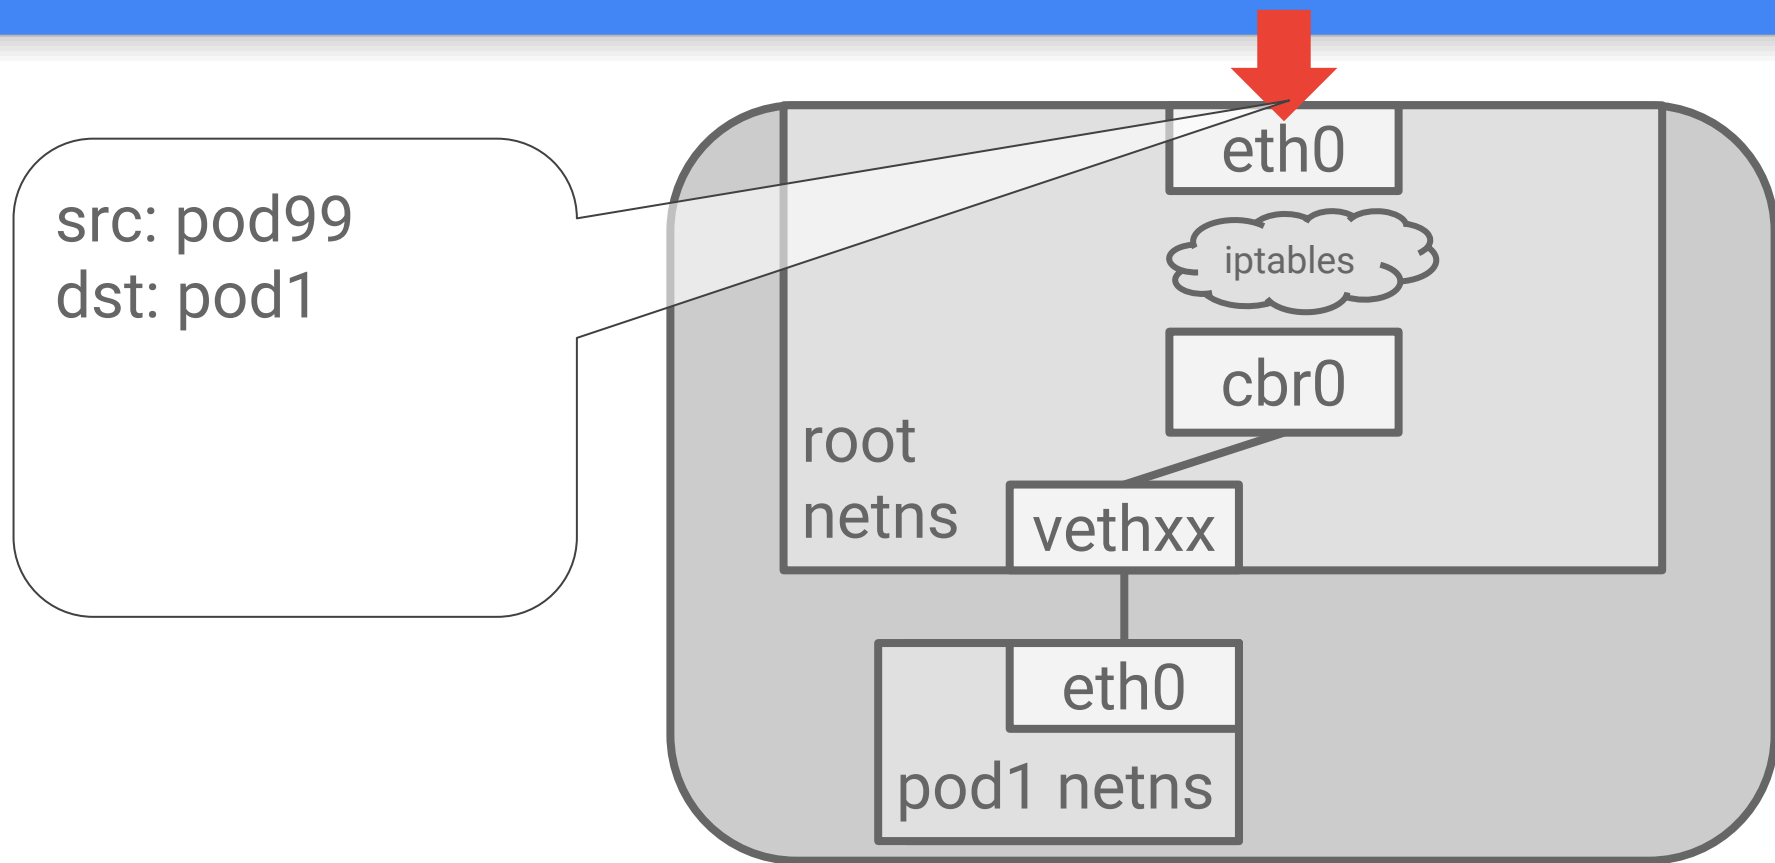 src: pod99
dst: pod1
eth0
iptables
cbr0
root
netns
vethxx
eth0
pod1 netns